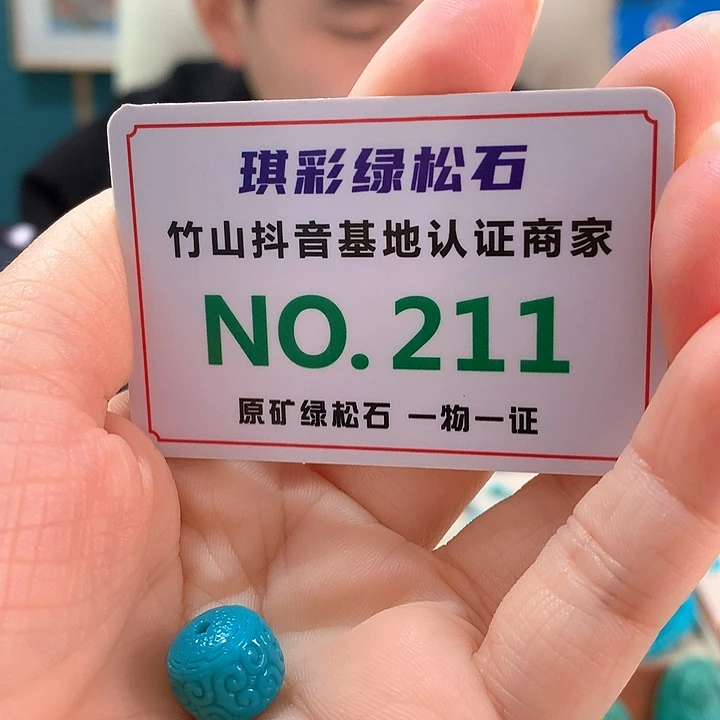 琪彩绿松石
竹山抖音基地认证商家
NO.211
原矿绿松石 一物一证